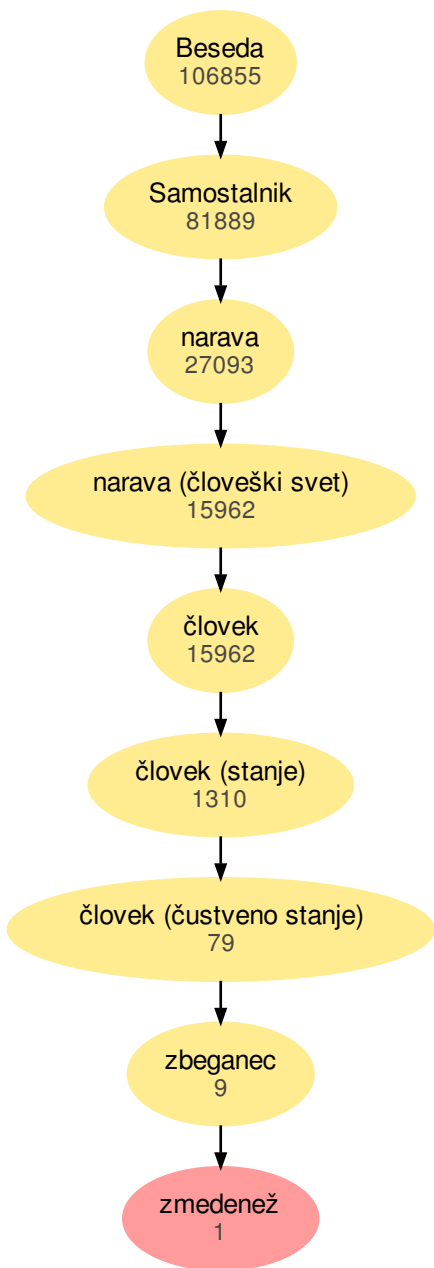 Beseda
106855
Samostalnik
81889
narava
27093
narava (človeški svet)
15962
človek
15962
človek (stanje)
1310
človek (čustveno stanje)
79
zbeganec
9
zmedenež
1